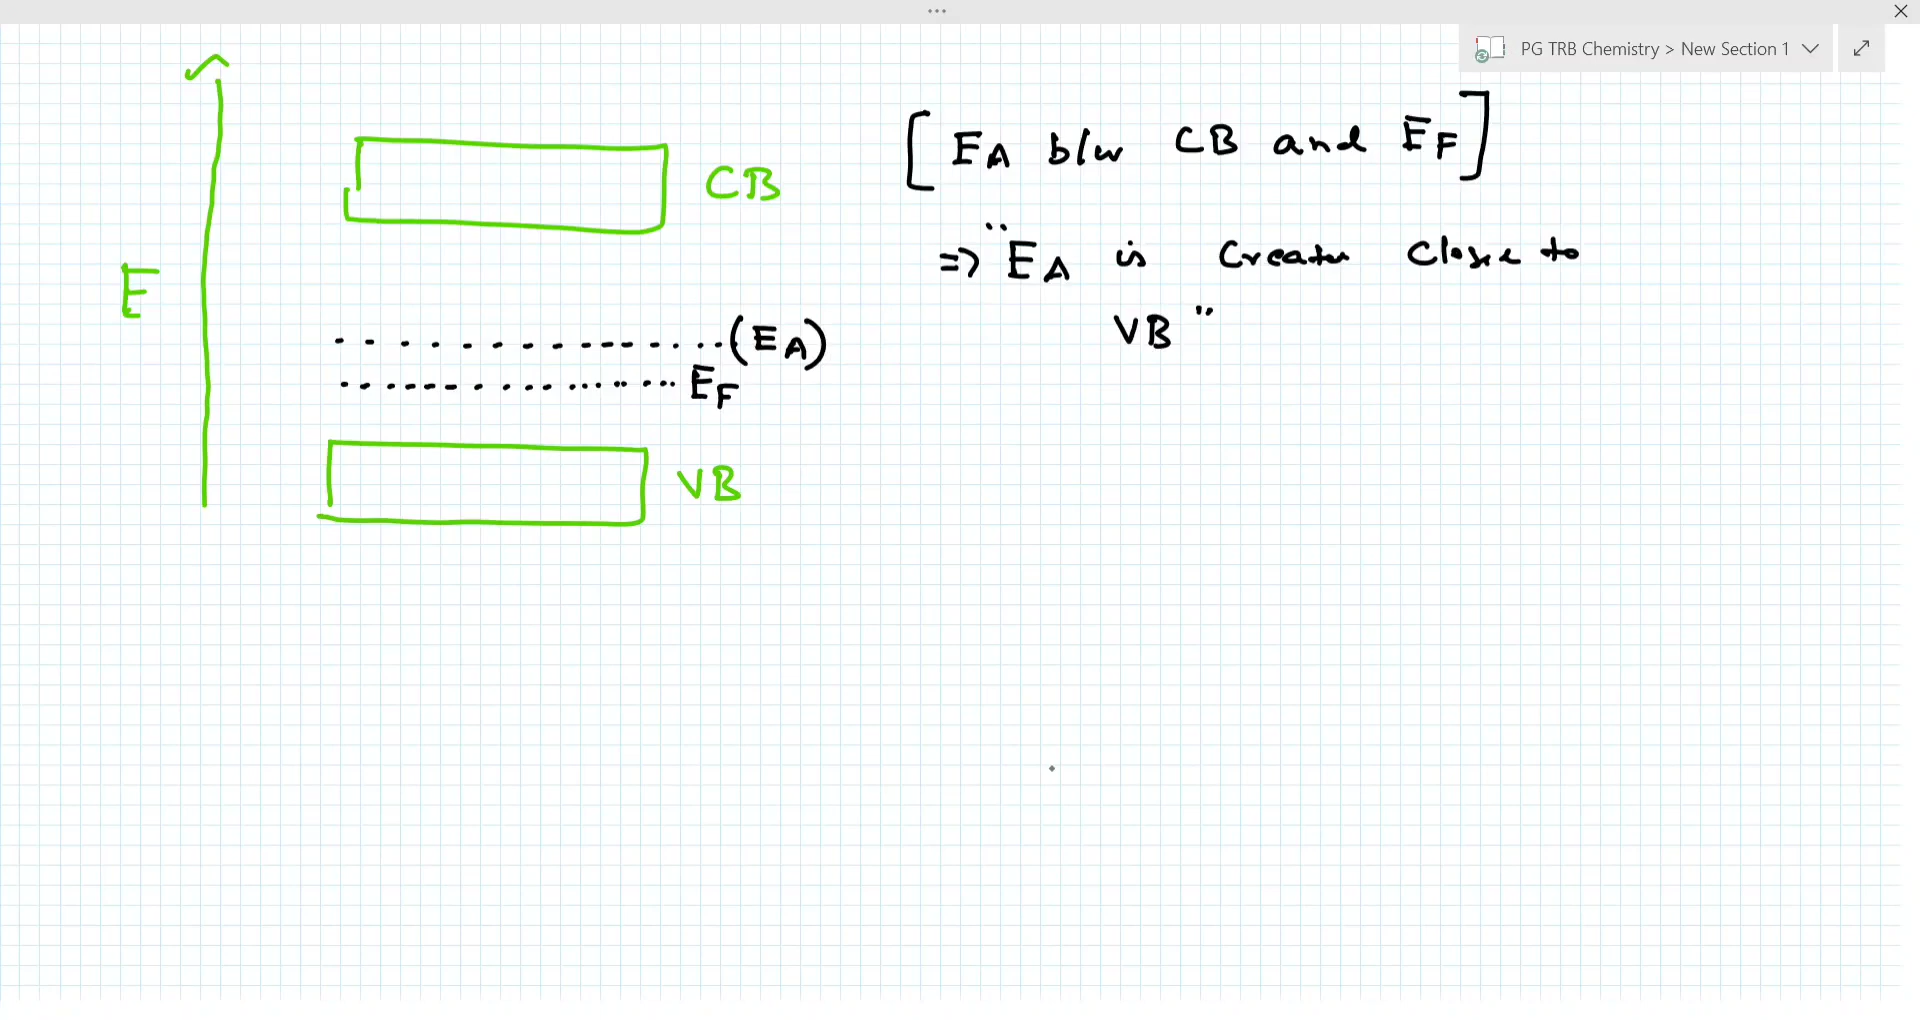 PG TRB Chemistry > New Section 1
[EA b/w CB and EF]
CB
=> "EA is Creater Close to
VB"
E
(EA)
EF
VB